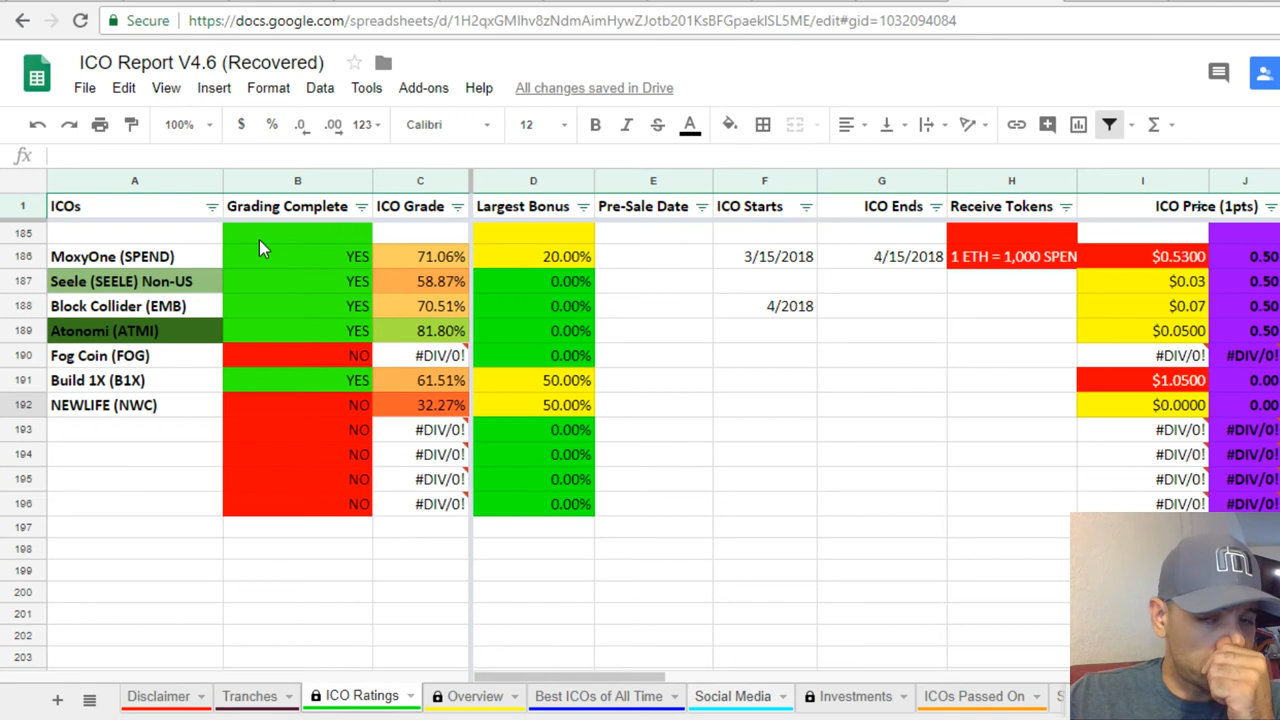 Secure https://docs.google.com/spreadsheets/d/1H2qxGMIhv8zNdmAimHywZJotb201KsBFGpaeklSL5ME/edit#gid=1032094084
ICO Report V4.6 (Recovered)
File Edit View Insert Format Data Tools Add-ons Help All changes saved in Drive
100% $ % .0 .00 123 Calibri 12 B I S A Σ
fx
A B C D E F G H I J
1 ICOs Grading Complete ICO Grade Largest Bonus Pre-Sale Date ICO Starts ICO Ends Receive Tokens ICO Price (1pts)
185
186 MoxyOne (SPEND) YES 71.06% 20.00% 3/15/2018 4/15/2018 1 ETH = 1,000 SPEN $0.5300 0.50
187 Seele (SEELE) Non-US YES 58.87% 0.00% $0.03 0.50
188 Block Collider (EMB) YES 70.51% 0.00% 4/2018 $0.07 0.50
189 Atonomi (ATMI) YES 81.80% 0.00% $0.0500 0.50
190 Fog Coin (FOG) NO #DIV/0! 0.00% #DIV/0! #DIV/0!
191 Build 1X (B1X) YES 61.51% 50.00% $1.0500 0.00
192 NEWLIFE (NWC) NO 32.27% 50.00% $0.0000 0.00
193 NO #DIV/0! 0.00% #DIV/0! #DIV/0!
194 NO #DIV/0! 0.00% #DIV/0! #DIV/0!
195 NO #DIV/0! 0.00% #DIV/0! #DIV/0!
196 NO #DIV/0! 0.00% #DIV/0! #DIV/0!
197
198
199
200
201
202
203
Disclaimer Tranches ICO Ratings Overview Best ICOs of All Time Social Media Investments ICOs Passed On